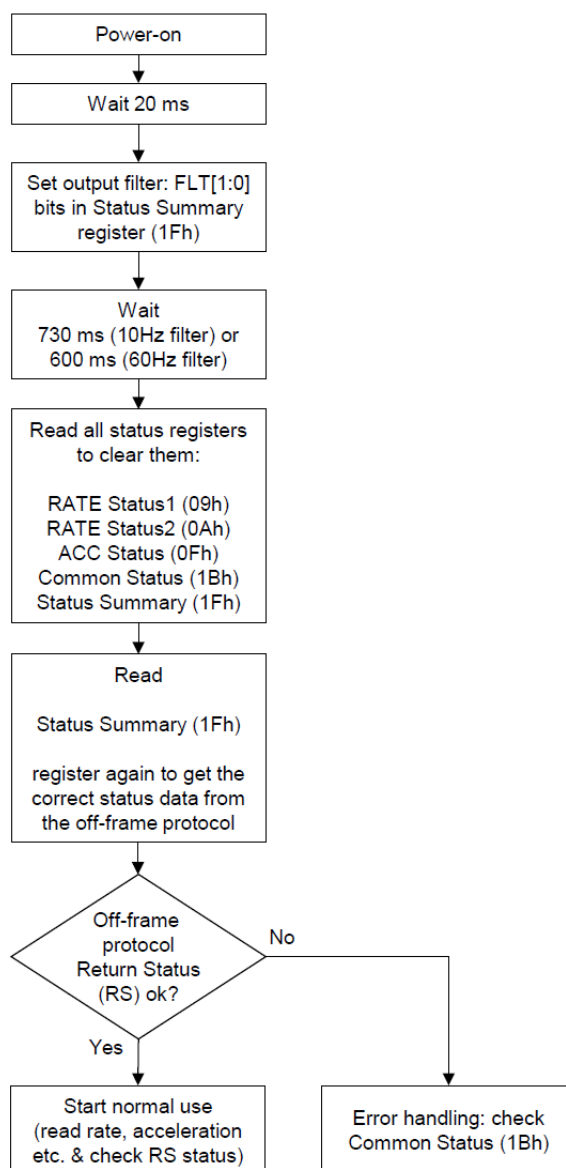 Power-on
Wait 20 ms
Set output filter: FLT[1:0]
bits in Status Summary
register (1Fh)
Wait
730 ms (10Hz filter) or
600 ms (60Hz filter)
Read all status registers
to clear them:
RATE Status1 (09h)
RATE Status2 (0Ah)
ACC Status (0Fh)
Common Status (1Bh)
Status Summary (1Fh)
Read
Status Summary (1Fh)
register again to get the
correct status data from
the off-frame protocol
Off-frame
protocol
Return Status
(RS) ok?
No
Yes
Start normal use
(read rate, acceleration
etc. & check RS status)
Error handling: check
Common Status (1Bh)